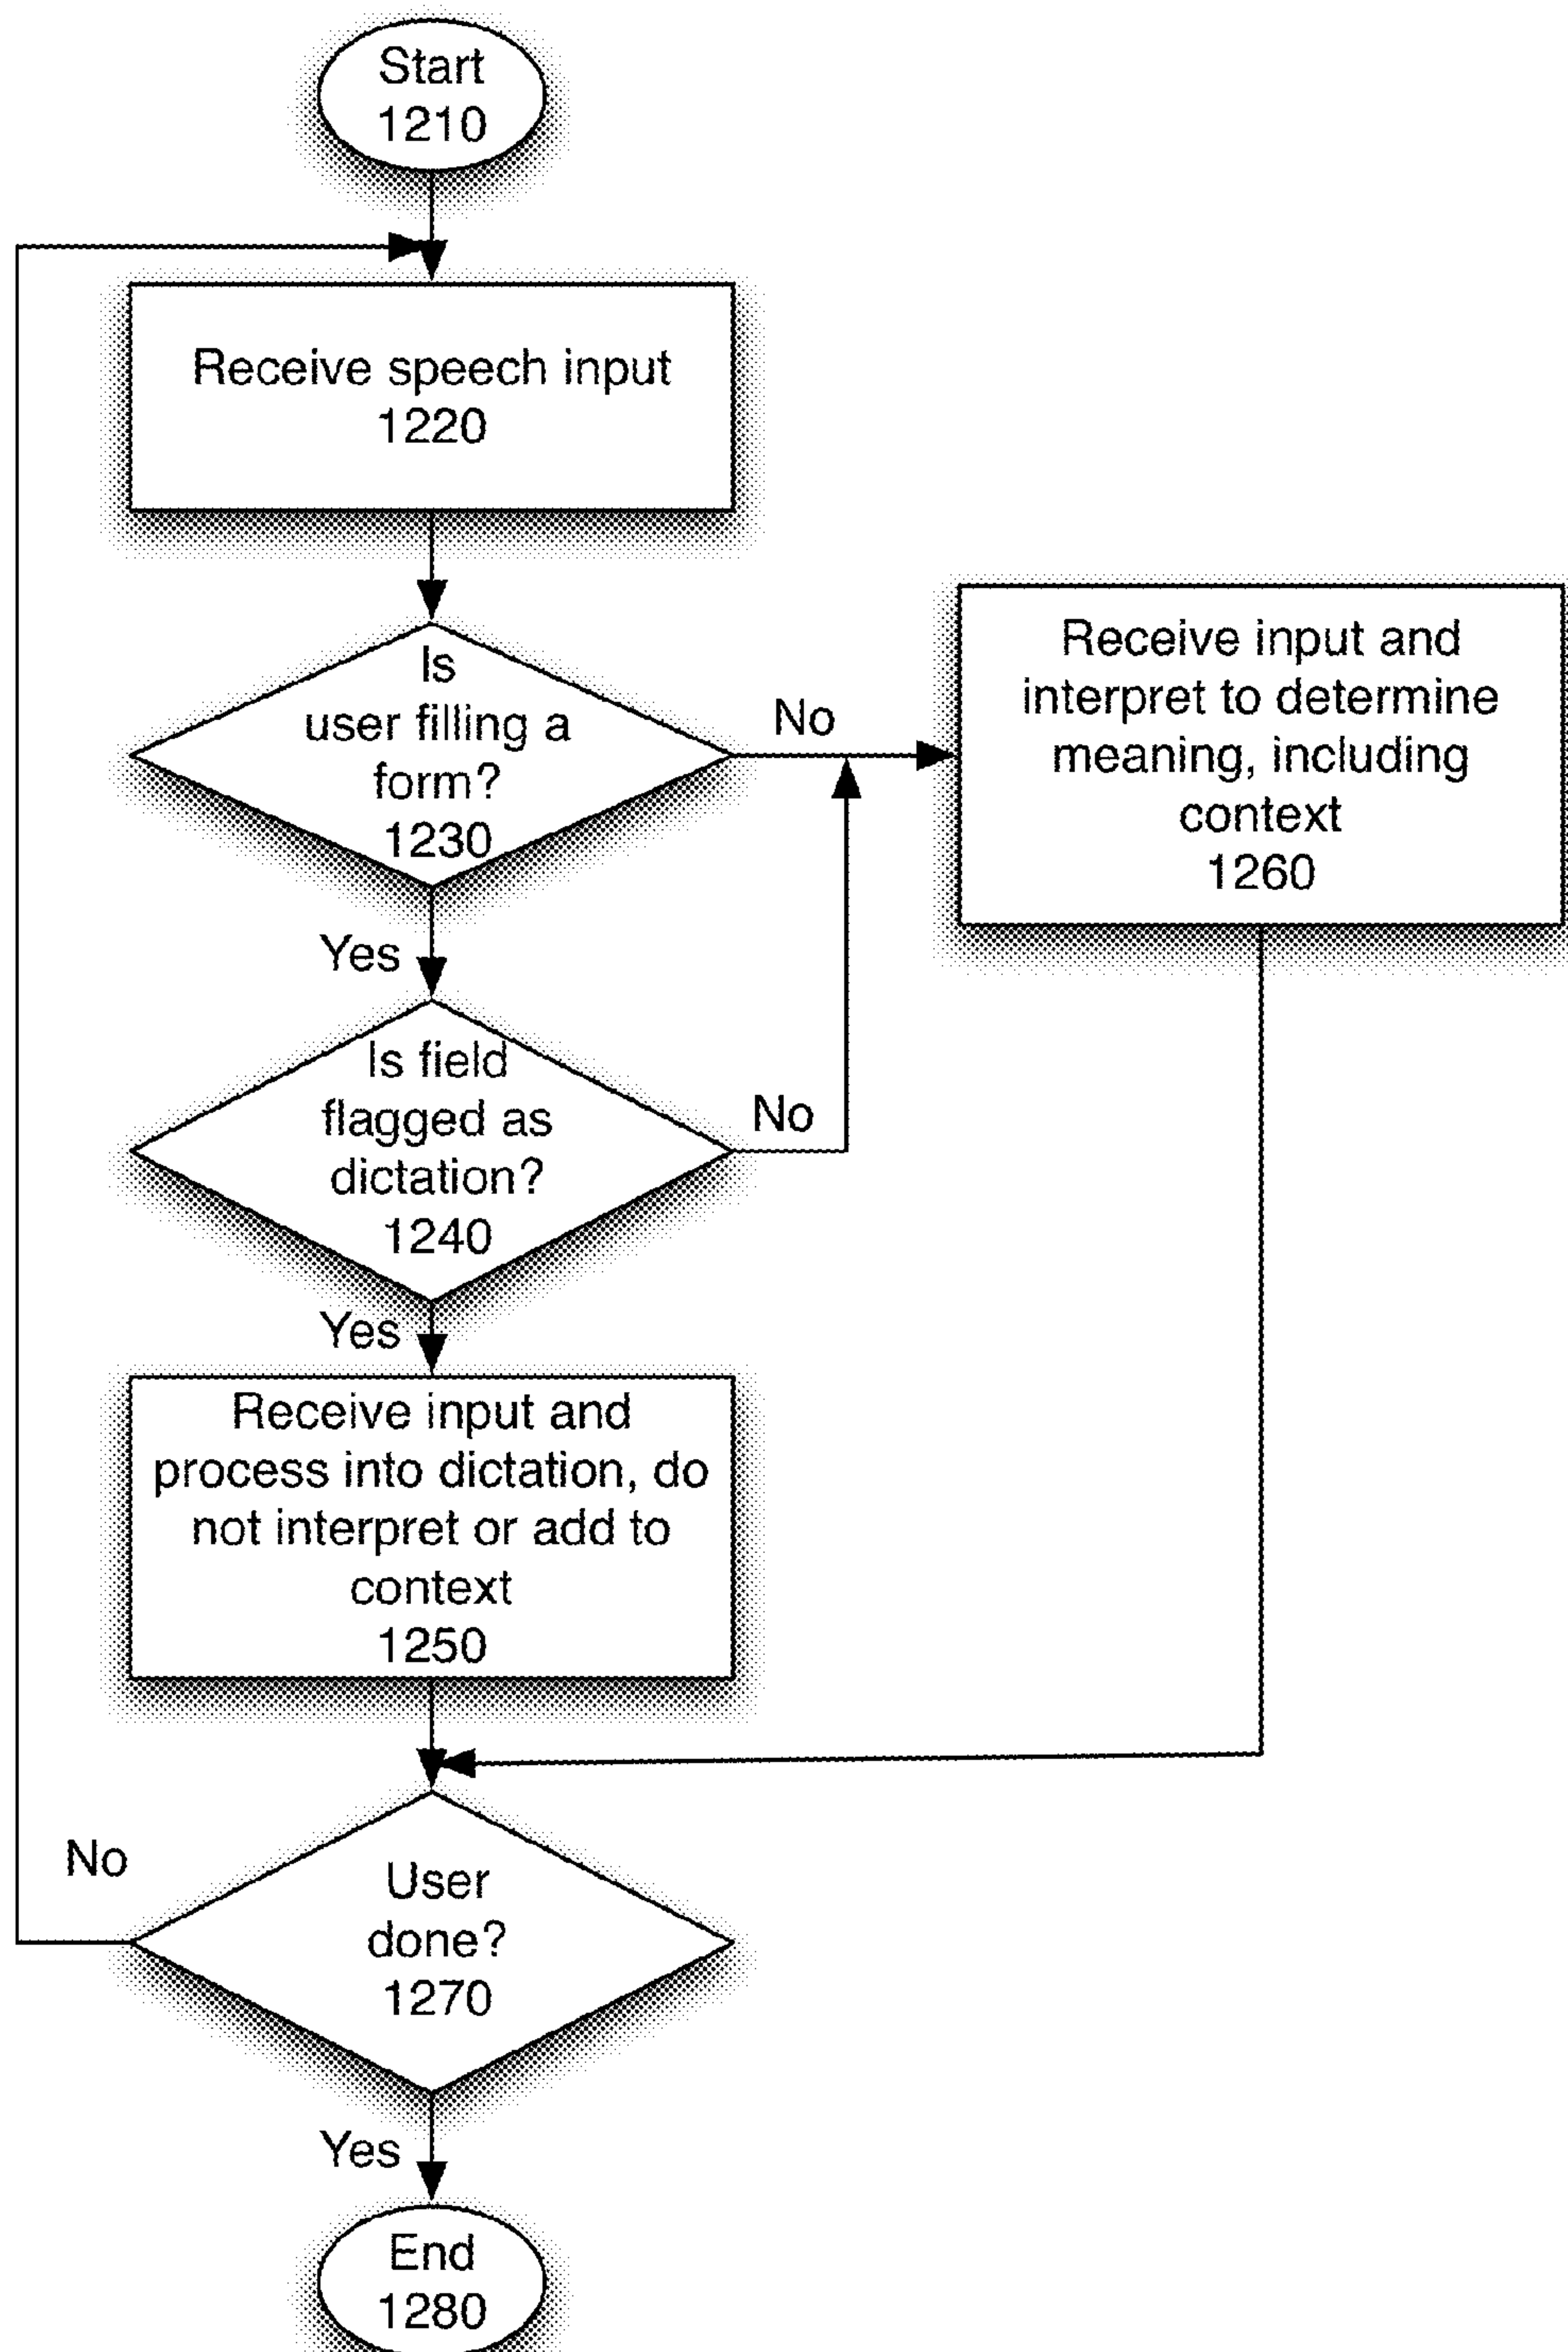 Start
1210
Receive speech input
1220
Is
user filling a
form?
1230
No
Receive input and
interpret to determine
meaning, including
context
1260
Yes
Is field
flagged as
dictation?
1240
No
Yes
Receive input and
process into dictation, do
not interpret or add to
context
1250
No
User
done?
1270
Yes
End
1280